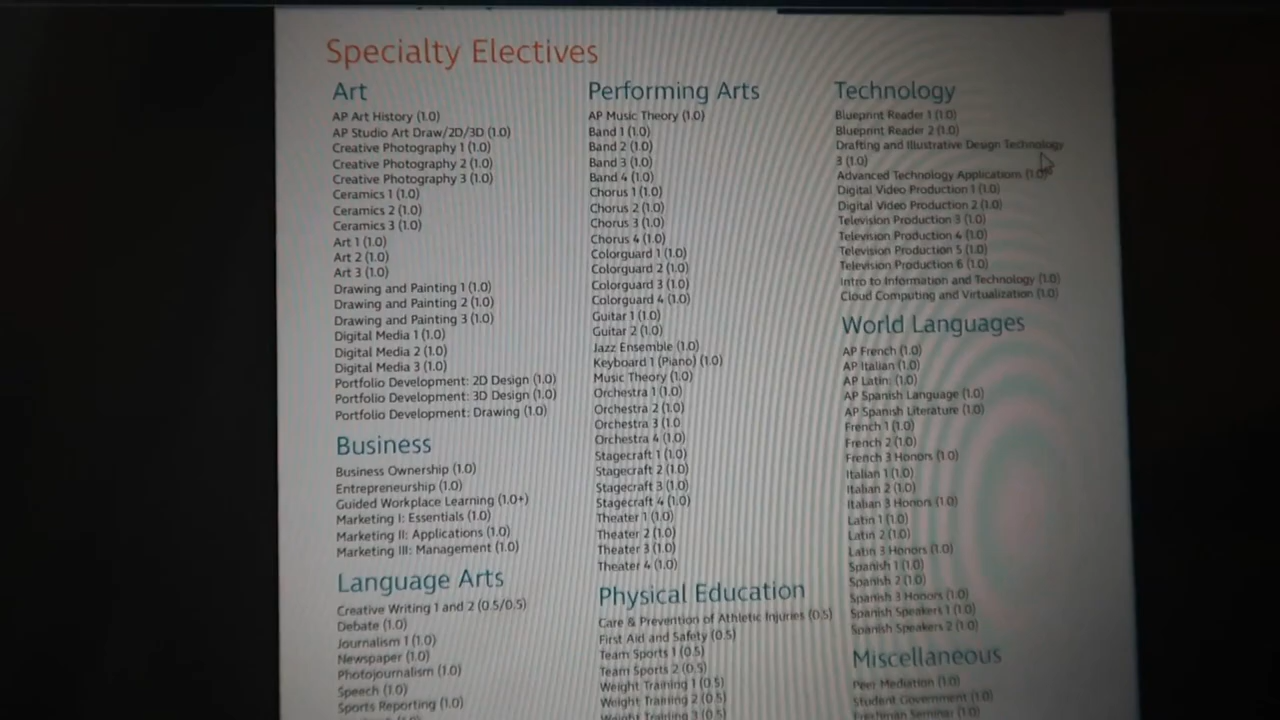 Specialty Electives
Art
AP Art History (1.0)
AP Studio Art Draw/2D/3D (1.0)
Creative Photography 1 (1.0)
Creative Photography 2 (1.0)
Creative Photography 3 (1.0)
Ceramics 1 (1.0)
Ceramics 2 (1.0)
Ceramics 3 (1.0)
Art 1 (1.0)
Art 2 (1.0)
Art 3 (1.0)
Drawing and Painting 1 (1.0)
Drawing and Painting 2 (1.0)
Drawing and Painting 3 (1.0)
Digital Media 1 (1.0)
Digital Media 2 (1.0)
Digital Media 3 (1.0)
Portfolio Development: 2D Design (1.0)
Portfolio Development: 3D Design (1.0)
Portfolio Development: Drawing (1.0)
Business
Business Ownership (1.0)
Entrepreneurship (1.0)
Guided Workplace Learning (1.0+)
Marketing I: Essentials (1.0)
Marketing II: Applications (1.0)
Marketing III: Management (1.0)
Language Arts
Creative Writing 1 and 2 (0.5/0.5)
Debate (1.0)
Journalism 1 (1.0)
Newspaper (1.0)
Photojournalism (1.0)
Speech (1.0)
Sports Reporting (1.0)
Performing Arts
AP Music Theory (1.0)
Band 1 (1.0)
Band 2 (1.0)
Band 3 (1.0)
Band 4 (1.0)
Chorus 1 (1.0)
Chorus 2 (1.0)
Chorus 3 (1.0)
Chorus 4 (1.0)
Colorguard 1 (1.0)
Colorguard 2 (1.0)
Colorguard 3 (1.0)
Colorguard 4 (1.0)
Guitar 1 (1.0)
Guitar 2 (1.0)
Jazz Ensemble (1.0)
Keyboard 1 (Piano) (1.0)
Music Theory (1.0)
Orchestra 1 (1.0)
Orchestra 2 (1.0)
Orchestra 3 (1.0
Orchestra 4 (1.0)
Stagecraft 1 (1.0)
Stagecraft 2 (1.0)
Stagecraft 3 (1.0)
Stagecraft 4 (1.0)
Theater 1 (1.0)
Theater 2 (1.0)
Theater 3 (1.0)
Theater 4 (1.0)
Physical Education
Care & Prevention of Athletic Injuries (0.5)
First Aid and Safety (0.5)
Team Sports 1 (0.5)
Team Sports 2 (0.5)
Weight Training 1 (0.5)
Weight Training 2 (0.5)
Weight Training 3 (0.5)
Technology
Blueprint Reader 1 (1.0)
Blueprint Reader 2 (1.0)
Drafting and Illustrative Design Technology
3 (1.0)
Advanced Technology Applications (1.0)
Digital Video Production 1 (1.0)
Digital Video Production 2 (1.0)
Television Production 3 (1.0)
Television Production 4 (1.0)
Television Production 5 (1.0)
Television Production 6 (1.0)
Intro to Information and Technology (1.0)
Cloud Computing and Virtualization (1.0)
World Languages
AP French (1.0)
AP Italian (1.0)
AP Latin (1.0)
AP Spanish Language (1.0)
AP Spanish Literature (1.0)
French 1 (1.0)
French 2 (1.0)
French 3 Honors (1.0)
Italian 1 (1.0)
Italian 2 (1.0)
Italian 3 Honors (1.0)
Latin 1 (1.0)
Latin 2 (1.0)
Latin 3 Honors (1.0)
Spanish 1 (1.0)
Spanish 2 (1.0)
Spanish 3 Honors (1.0)
Spanish Speakers 1 (1.0)
Spanish Speakers 2 (1.0)
Miscellaneous
Peer Mediation (1.0)
Student Government (1.0)
Freshman Seminar (1.0)